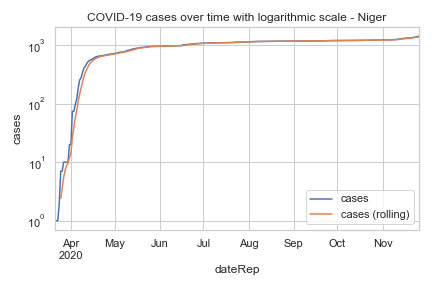 COVID-19 cases over time with logarithmic scale - Niger
cases
10³
10²
10¹
10⁰
Apr May Jun Jul Aug Sep Oct Nov
2020
dateRep
cases
cases (rolling)